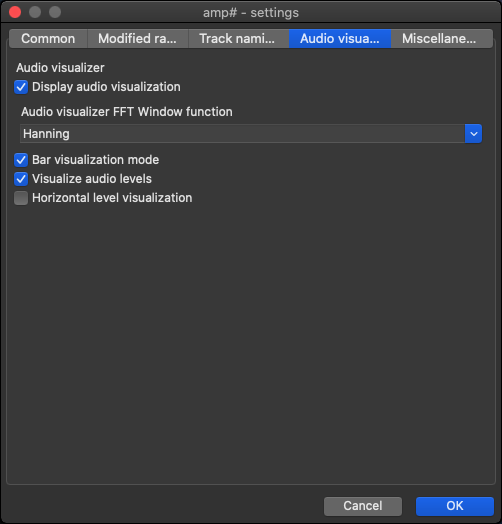 amp# - settings
Common Modified ra... Track nami... Audio visua... Miscellane...
Audio visualizer
Display audio visualization
Audio visualizer FFT Window function
Hanning
Bar visualization mode
Visualize audio levels
Horizontal level visualization
Cancel OK